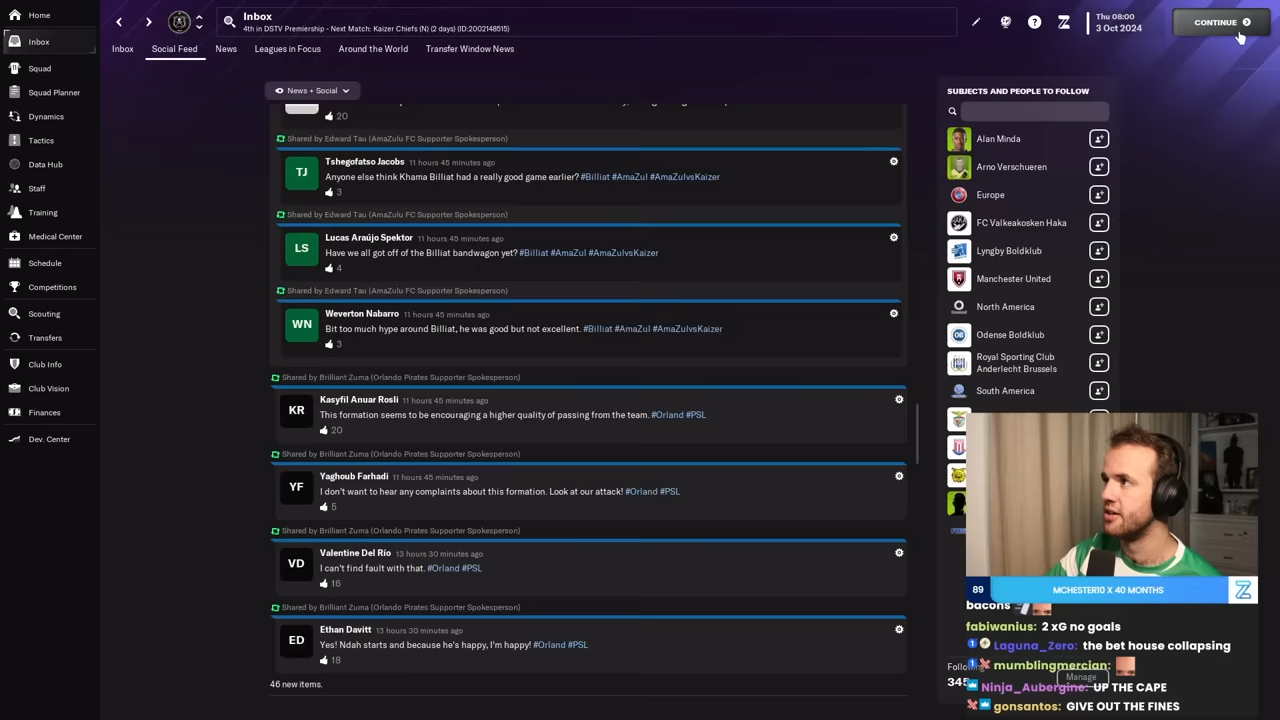 Home
Inbox
Squad
Squad Planner
Dynamics
Tactics
Data Hub
Staff
Training
Medical Center
Schedule
Competitions
Scouting
Transfers
Club Info
Club Vision
Finances
Dev. Center
Inbox
4th in DSTV Premiership - Next Match: Kaizer Chiefs (N) (2 days) (ID:2002148515)
Thu 08:00
3 Oct 2024
CONTINUE
Inbox
Social Feed
News
Leagues in Focus
Around the World
Transfer Window News
News + Social
20
Shared by Edward Tau (AmaZulu FC Supporter Spokesperson)
TJ
Tshegofatso Jacobs 11 hours 45 minutes ago
Anyone else think Khama Billiat had a really good game earlier? #Billiat #AmaZul #AmaZulvsKaizer
3
Shared by Edward Tau (AmaZulu FC Supporter Spokesperson)
LS
Lucas Araújo Spektor 11 hours 45 minutes ago
Have we all got off of the Billiat bandwagon yet? #Billiat #AmaZul #AmaZulvsKaizer
4
Shared by Edward Tau (AmaZulu FC Supporter Spokesperson)
WN
Weverton Nabarro 11 hours 45 minutes ago
Bit too much hype around Billiat, he was good but not excellent. #Billiat #AmaZul #AmaZulvsKaizer
3
Shared by Brilliant Zuma (Orlando Pirates Supporter Spokesperson)
KR
Kasyfil Anuar Rosli 11 hours 45 minutes ago
This formation seems to be encouraging a higher quality of passing from the team. #Orland #PSL
20
Shared by Brilliant Zuma (Orlando Pirates Supporter Spokesperson)
YF
Yaghoub Farhadi 11 hours 45 minutes ago
I don't want to hear any complaints about this formation. Look at our attack! #Orland #PSL
5
Shared by Brilliant Zuma (Orlando Pirates Supporter Spokesperson)
VD
Valentine Del Río 13 hours 30 minutes ago
I can't find fault with that. #Orland #PSL
16
Shared by Brilliant Zuma (Orlando Pirates Supporter Spokesperson)
ED
Ethan Davitt 13 hours 30 minutes ago
Yes! Ndah starts and because he's happy, I'm happy! #Orland #PSL
18
46 new items.
SUBJECTS AND PEOPLE TO FOLLOW
Alan Minda
Arno Verschueren
Europe
FC Valkeakosken Haka
Lyngby Boldklub
Manchester United
North America
Odense Boldklub
Royal Sporting Club
Anderlecht Brussels
South America
89 MCHESTER10 X 40 MONTHS
bacons
fabiwanius: 2 xG no goals
Laguna_Zero: the bet house collapsing
mumblingmercian:
Manage
345
Ninja_Aubergine: UP THE CAPE
gonsantos: GIVE OUT THE FINES